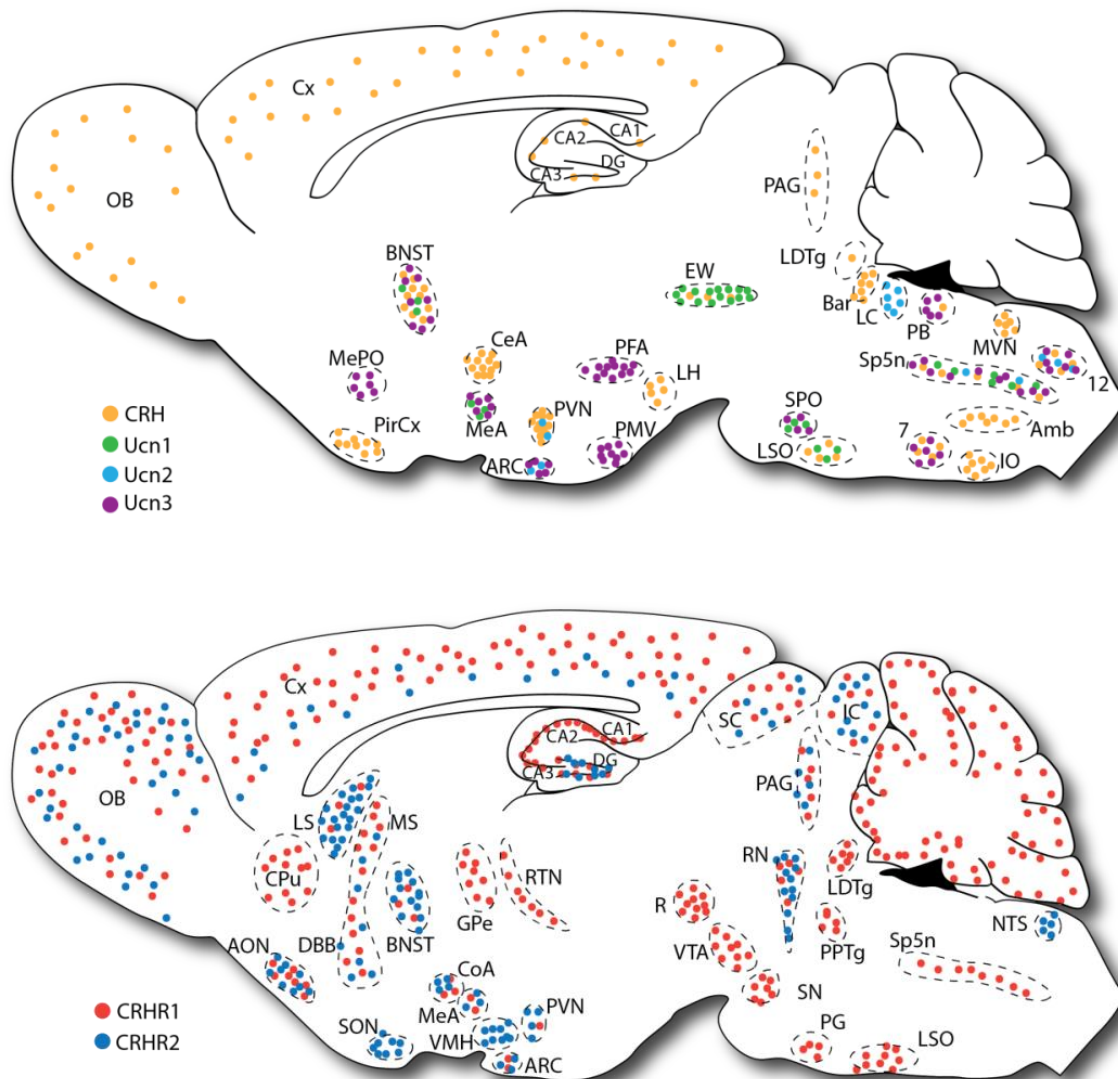 Cx
CA1
CA2
DG
CA3
PAG
OB
LDTg
BNST
EW
Bar
LC
PB
MVN
CeA
PFA
MePO
LH
Sp5n
12
CRH
PVN
SPO
PirCx
MeA
PMV
7
Amb
Ucn1
ARC
LSO
IO
Ucn2
Ucn3
Cx
SC
IC
CA1
CA2
DG
CA3
PAG
OB
LS
MS
RN
CPu
RTN
LDTg
GPe
R
NTS
AON
DBB
BNST
VTA
PPTg
Sp5n
CoA
SN
CRHR1
MeA
PVN
SON
PG
LSO
CRHR2
VMH
ARC